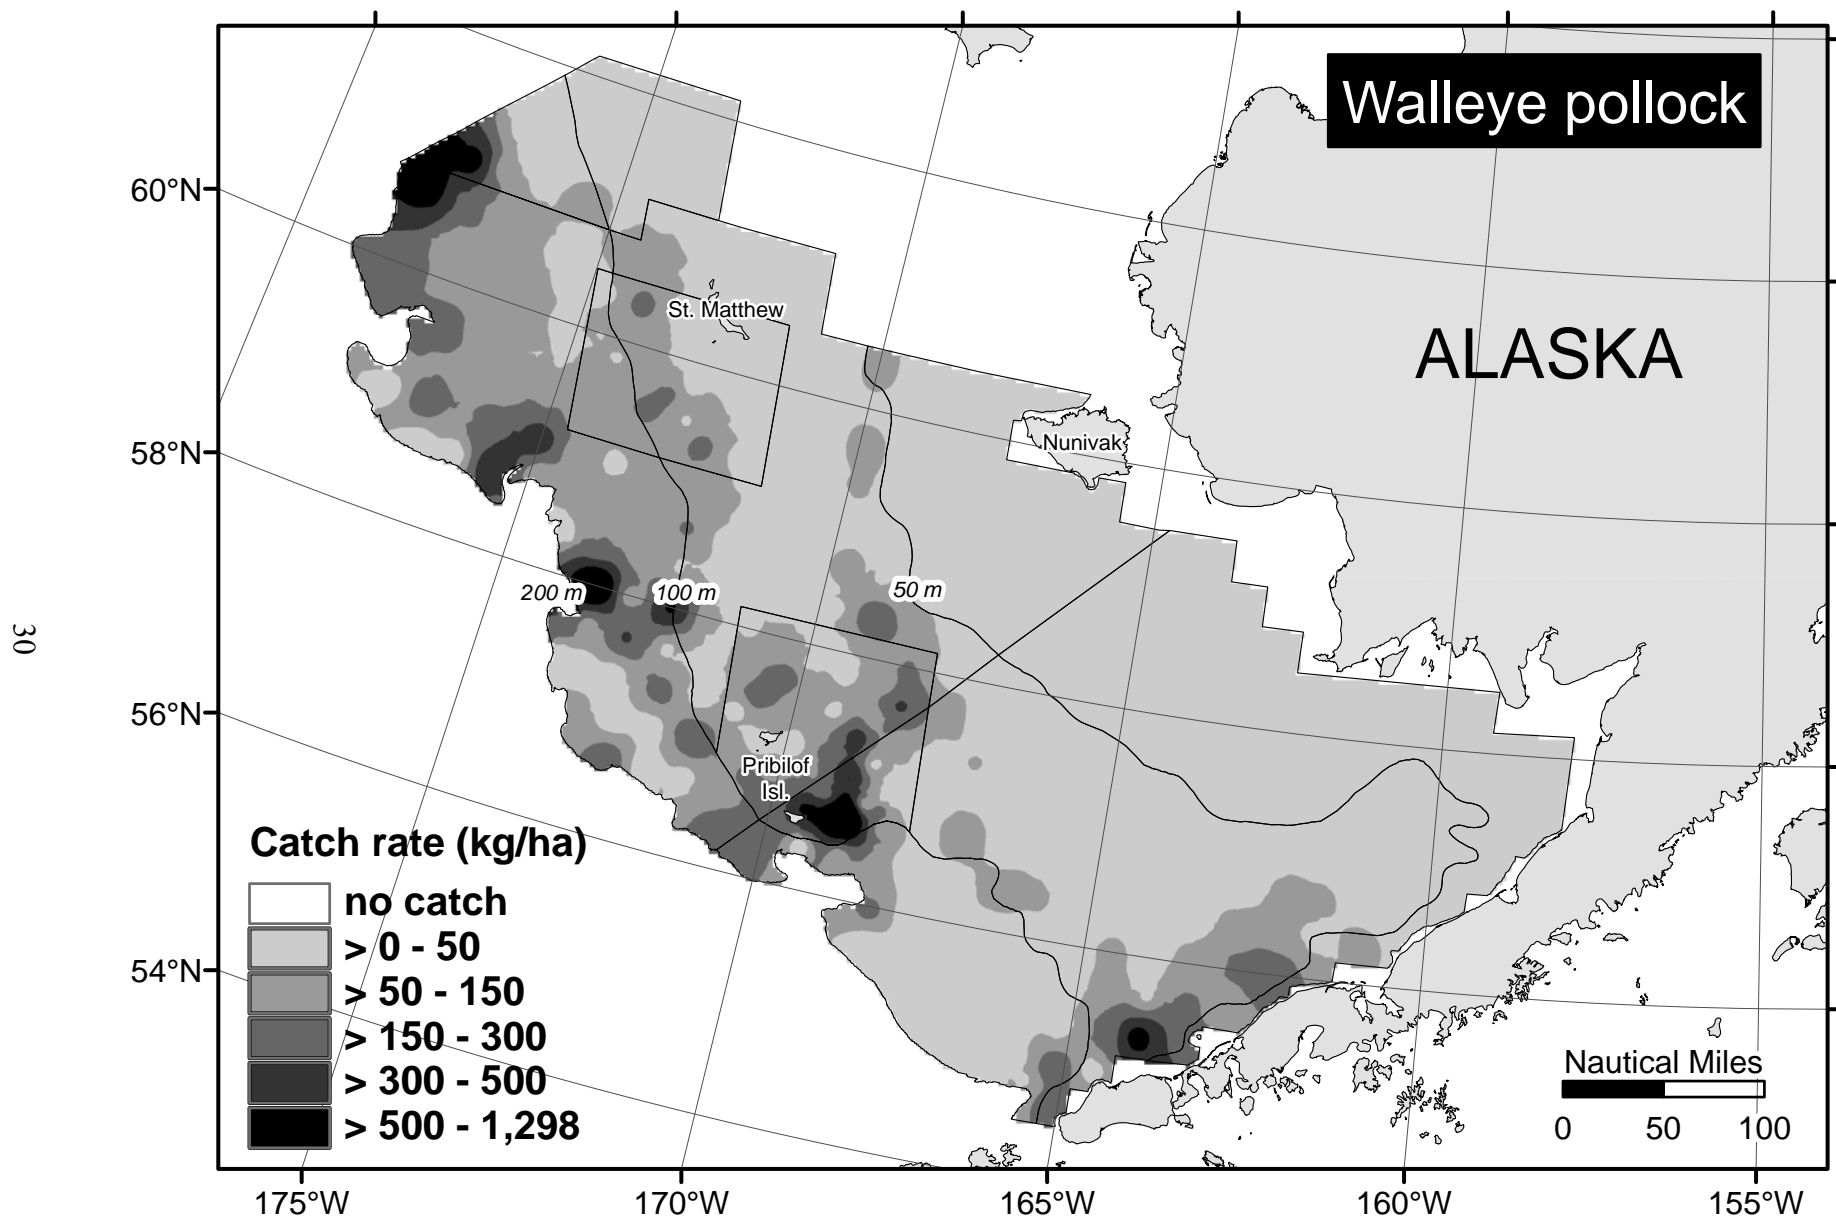 Walleye pollock
60°N
St. Matthew
ALASKA
58°N
Nunivak
200 m
100 m
50 m
30
56°N
Pribilof
Isl.
Catch rate (kg/ha)
no catch
> 0 - 50
54°N
> 50 - 150
> 150 - 300
> 300 - 500
> 500 - 1,298
Nautical Miles
0 50 100
175°W 170°W 165°W 160°W 155°W